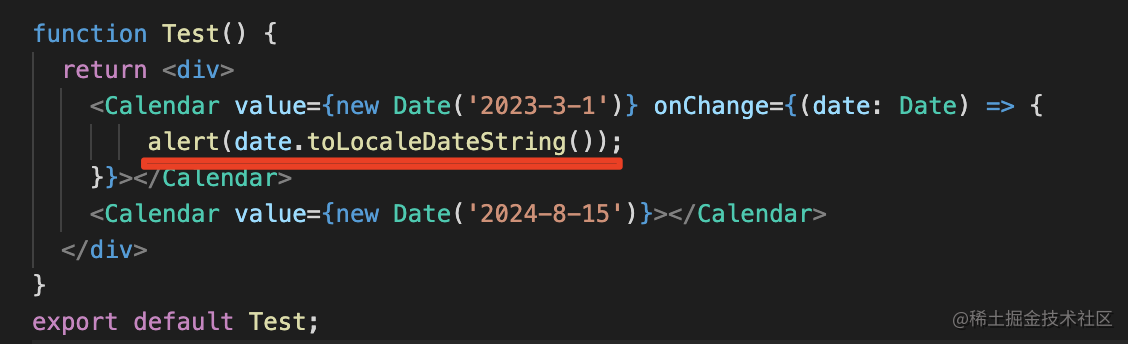 function Test() {
  return <div>
    <Calendar value={new Date('2023-3-1')} onChange={(date: Date) => {
        alert(date.toLocaleDateString());
    }}></Calendar>
    <Calendar value={new Date('2024-8-15')}></Calendar>
  </div>
}
export default Test;
@稀土掘金技术社区